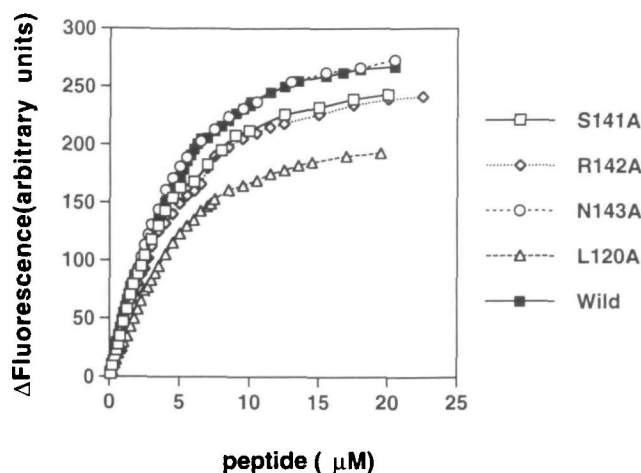 ΔFluorescence(arbitrary units)
300
250
200
150
100
50
0
0
5
10
15
20
25
peptide ( μM)
S141A
R142A
N143A
L120A
Wild